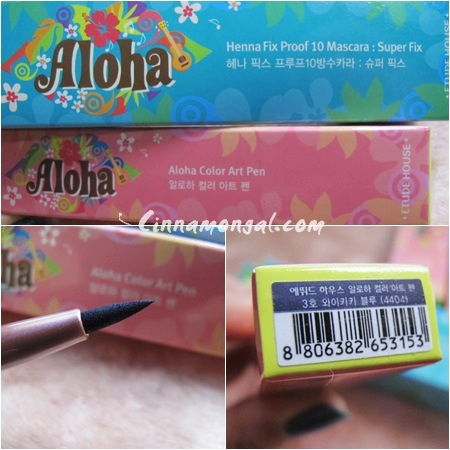 Aloha
Henna Fix Proof 10 Mascara : Super Fix
헤나 픽스 프루프10방수카라 : 슈퍼 픽스
ETUDE HOUSE
Aloha
Aloha Color Art Pen
알로하 컬러 아트 펜
ETUDE HOUSE
Cinnamongal.com
Aloha
Aloha Color Art Pen
에뛰드 하우스 알로하 컬러 아트 펜
3호 와이키키 블루 (4404)
8 806382 653153